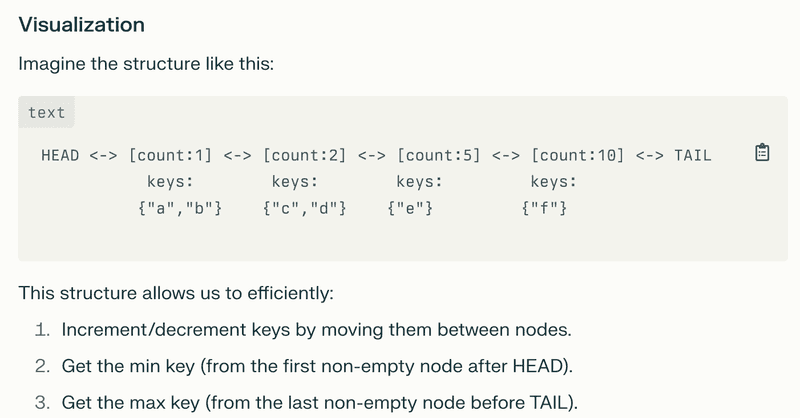 Visualization
Imagine the structure like this:
text
HEAD <-> [count:1] <-> [count:2] <-> [count:5] <-> [count:10] <-> TAIL
keys: keys: keys: keys:
{"a","b"} {"c","d"} {"e"} {"f"}
This structure allows us to efficiently:
1. Increment/decrement keys by moving them between nodes.
2. Get the min key (from the first non-empty node after HEAD).
3. Get the max key (from the last non-empty node before TAIL).